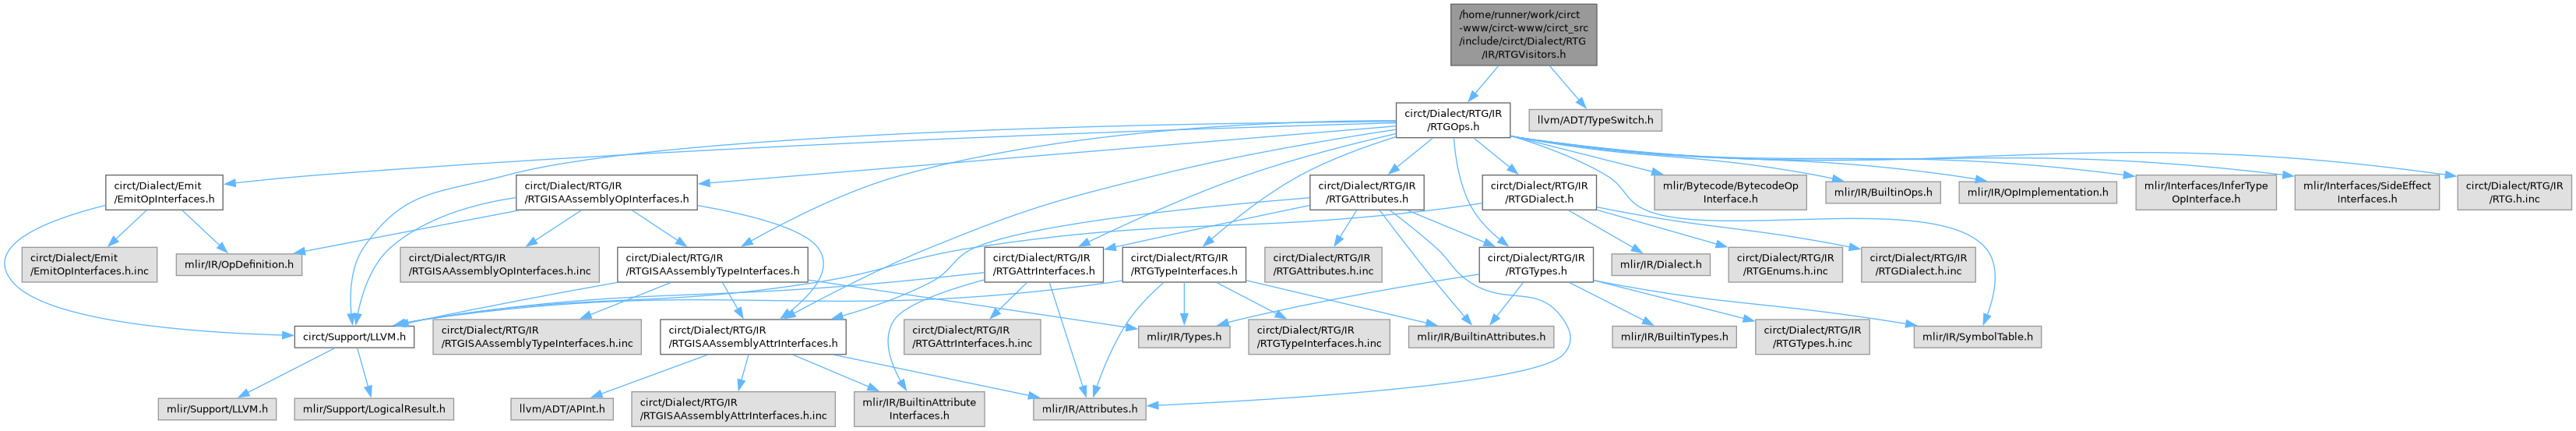 /home/runner/work/circt
-www/circt-www/circt_src
/include/circt/Dialect/RTG
/IR/RTGVisitors.h
circt/Dialect/RTG/IR
/RTGOps.h
llvm/ADT/TypeSwitch.h
circt/Dialect/Emit
/EmitOpInterfaces.h
circt/Dialect/RTG/IR
/RTGISAAssemblyOpInterfaces.h
circt/Dialect/RTG/IR
/RTGAttributes.h
circt/Dialect/RTG/IR
/RTGDialect.h
mlir/Bytecode/BytecodeOp
Interface.h
mlir/IR/BuiltinOps.h
mlir/IR/OpImplementation.h
mlir/Interfaces/InferType
OpInterface.h
mlir/Interfaces/SideEffect
Interfaces.h
circt/Dialect/RTG/IR
/RTG.h.inc
circt/Dialect/Emit
/EmitOpInterfaces.h.inc
mlir/IR/OpDefinition.h
circt/Dialect/RTG/IR
/RTGISAAssemblyOpInterfaces.h.inc
circt/Dialect/RTG/IR
/RTGISAAssemblyTypeInterfaces.h
circt/Dialect/RTG/IR
/RTGAttrInterfaces.h
circt/Dialect/RTG/IR
/RTGTypeInterfaces.h
circt/Dialect/RTG/IR
/RTGAttributes.h.inc
circt/Dialect/RTG/IR
/RTGTypes.h
mlir/IR/Dialect.h
circt/Dialect/RTG/IR
/RTGEnums.h.inc
circt/Dialect/RTG/IR
/RTGDialect.h.inc
circt/Support/LLVM.h
circt/Dialect/RTG/IR
/RTGISAAssemblyTypeInterfaces.h.inc
circt/Dialect/RTG/IR
/RTGISAAssemblyAttrInterfaces.h
circt/Dialect/RTG/IR
/RTGAttrInterfaces.h.inc
mlir/IR/Types.h
circt/Dialect/RTG/IR
/RTGTypeInterfaces.h.inc
mlir/IR/BuiltinAttributes.h
mlir/IR/BuiltinTypes.h
circt/Dialect/RTG/IR
/RTGTypes.h.inc
mlir/IR/SymbolTable.h
mlir/Support/LLVM.h
mlir/Support/LogicalResult.h
llvm/ADT/APInt.h
circt/Dialect/RTG/IR
/RTGISAAssemblyAttrInterfaces.h.inc
mlir/IR/BuiltinAttribute
Interfaces.h
mlir/IR/Attributes.h